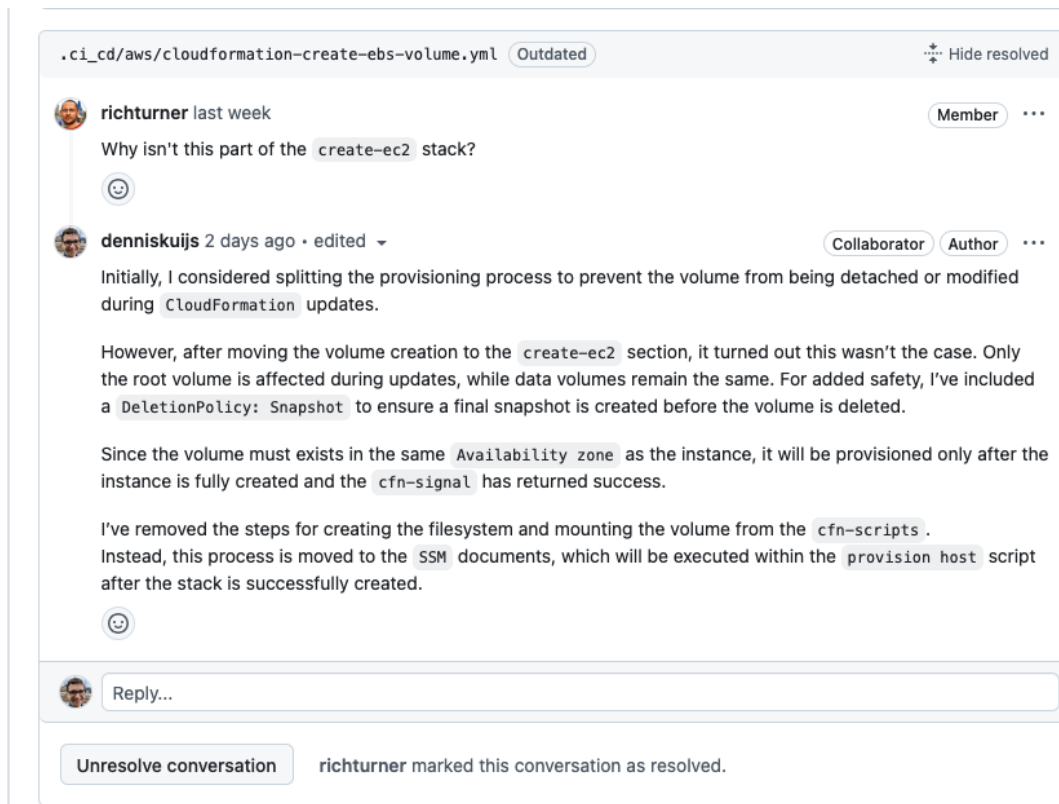 .ci_cd/aws/cloudformation-create-ebs-volume.yml Outdated Hide resolved
richturner last week Member
Why isn't this part of the create-ec2 stack?
denniskuijs 2 days ago • edited Collaborator Author
Initially, I considered splitting the provisioning process to prevent the volume from being detached or modified
during CloudFormation updates.
However, after moving the volume creation to the create-ec2 section, it turned out this wasn’t the case. Only
the root volume is affected during updates, while data volumes remain the same. For added safety, I’ve included
a DeletionPolicy: Snapshot to ensure a final snapshot is created before the volume is deleted.
Since the volume must exists in the same Availability zone as the instance, it will be provisioned only after the
instance is fully created and the cfn-signal has returned success.
I’ve removed the steps for creating the filesystem and mounting the volume from the cfn-scripts.
Instead, this process is moved to the SSM documents, which will be executed within the provision host script
after the stack is successfully created.
Reply...
Unresolve conversation richturner marked this conversation as resolved.